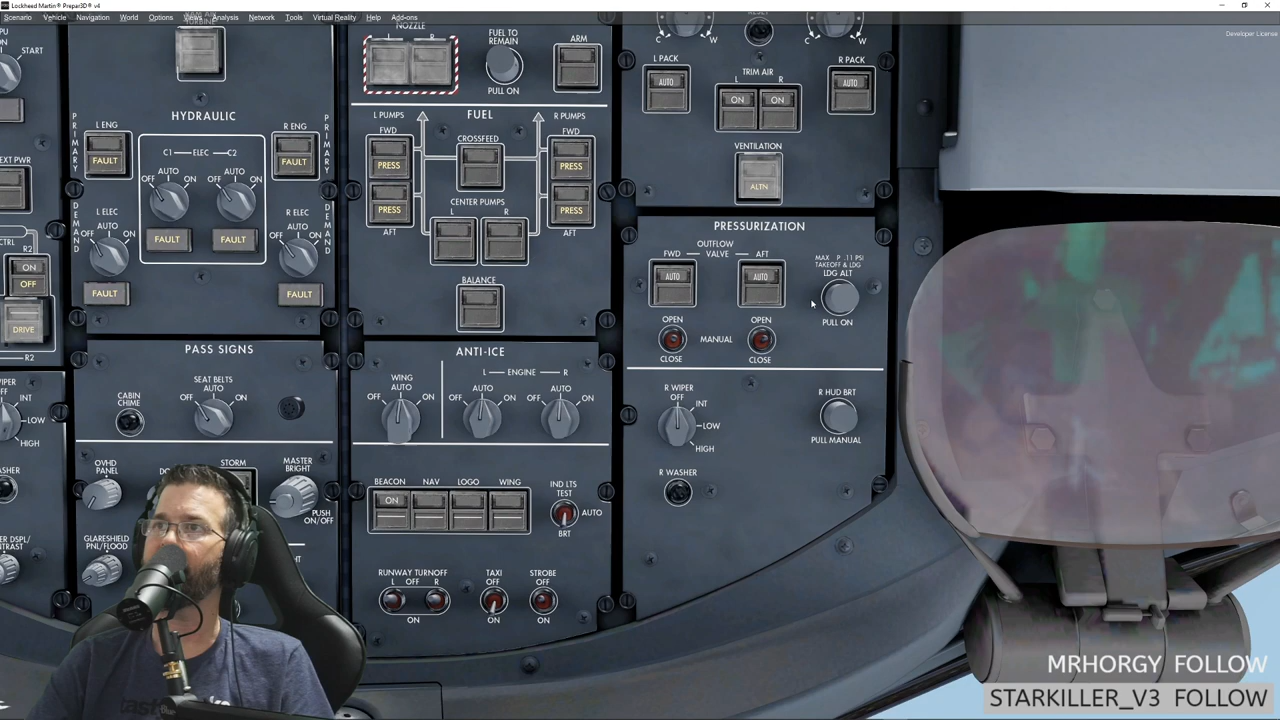 Lockheed Martin® Prepar3D® v4
Scenario Vehicle Navigation World Options Views Analysis Network Tools Virtual Reality Help Add-ons
Developer License
START
EXT PWR
R2
ON
OFF
DRIVE
R2
HYDRAULIC
PRIMARY
L ENG
FAULT
R ENG
FAULT
PRIMARY
C1 ELEC C2
AUTO
OFF ON
AUTO
OFF ON
FAULT
FAULT
DEMAND
L ELEC
AUTO
OFF ON
FAULT
R ELEC
AUTO
OFF ON
FAULT
DEMAND
NOZZLE
L R
FUEL TO
REMAIN
PULL ON
ARM
FUEL
L PUMPS
FWD
PRESS
PRESS
AFT
CROSSFEED
CENTER PUMPS
L R
R PUMPS
FWD
PRESS
PRESS
AFT
BALANCE
C W
C W
L PACK
AUTO
TRIM AIR
L R
ON ON
R PACK
AUTO
VENTILATION
ALTN
PRESSURIZATION
OUTFLOW
VALVE
FWD
AUTO
AFT
AUTO
MAX P .11 PSI
TAKEOFF & LDG
LDG ALT
PULL ON
OPEN
CLOSE
MANUAL
OPEN
CLOSE
PASS SIGNS
CABIN
CHIME
SEAT BELTS
AUTO
OFF ON
OVHD
PANEL
STORM
MASTER
BRIGHT
PUSH
ON/OFF
GLARESHIELD
PNL/FLOOD
INT
LOW
HIGH
ANTI-ICE
WING
AUTO
OFF ON
L ENGINE R
AUTO
OFF ON
AUTO
OFF ON
BEACON NAV LOGO WING
ON
IND LTS
TEST
AUTO
BRT
RUNWAY TURNOFF
L OFF R
ON
TAXI
OFF
ON
STROBE
OFF
ON
R WIPER
OFF
INT
LOW
HIGH
R WASHER
R HUD BRT
PULL MANUAL
MRHORGY FOLLOW
STARKILLER_V3 FOLLOW